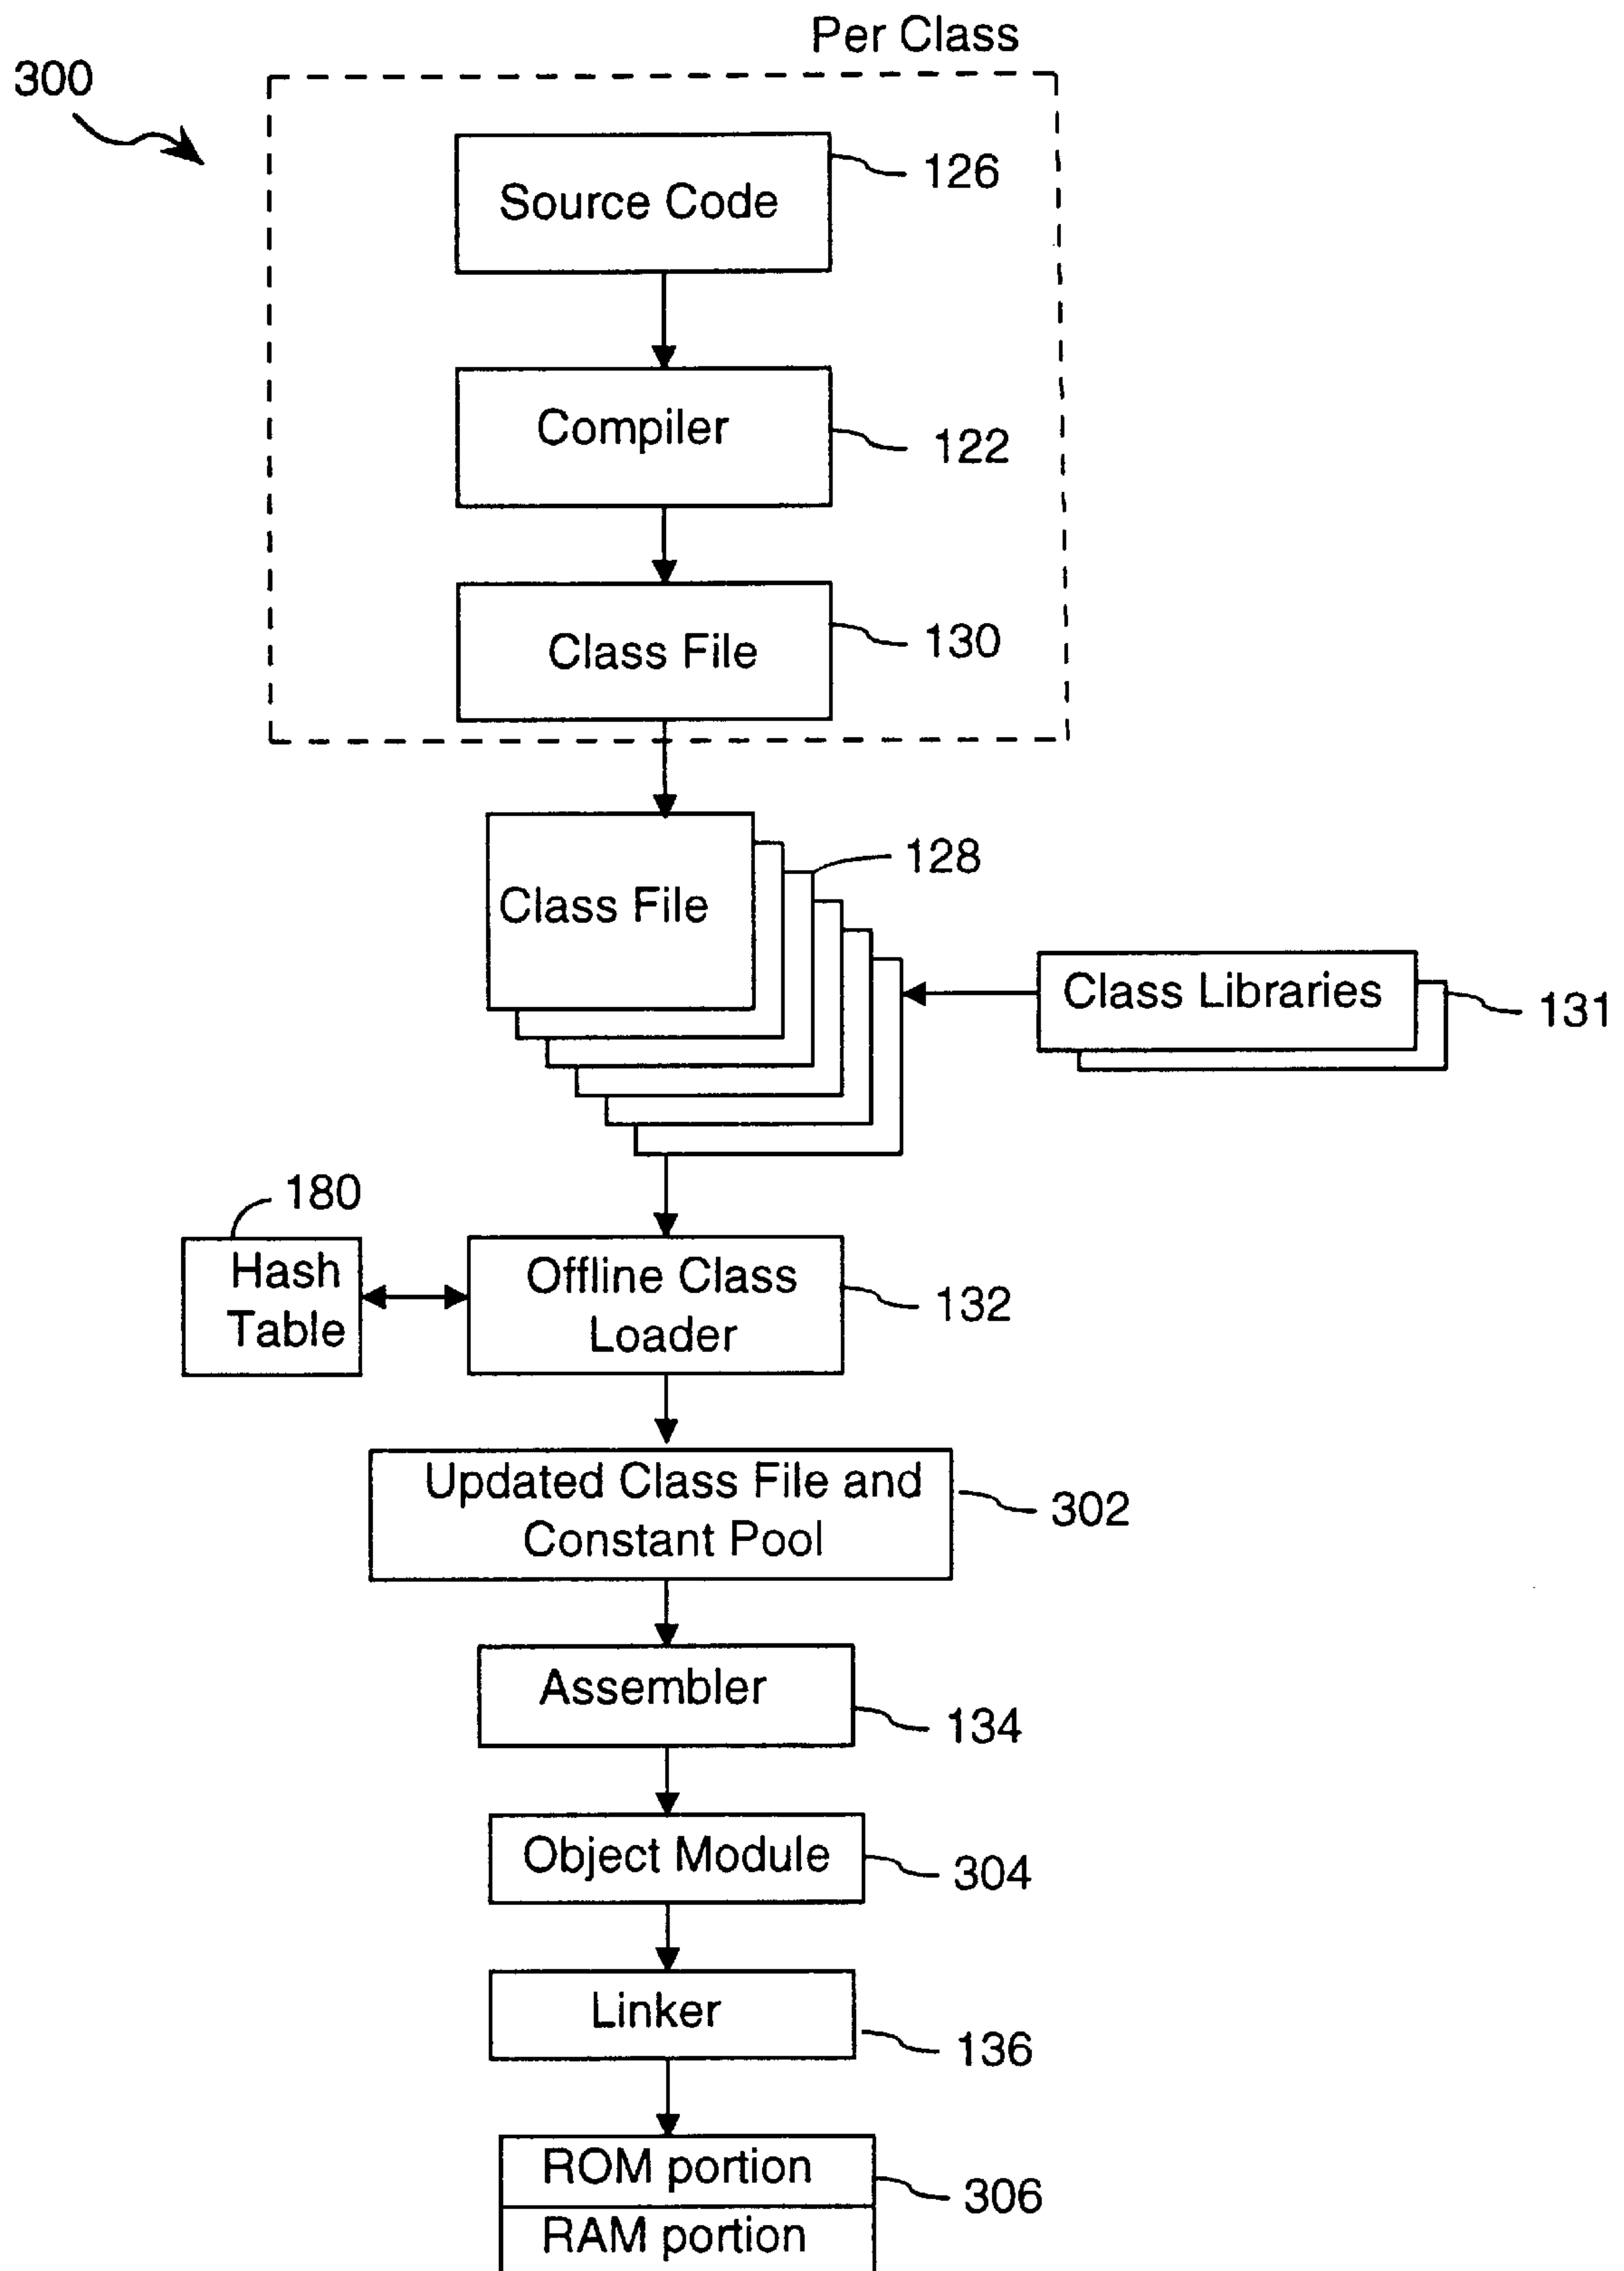 Per Class
300
Source Code
126
Compiler
122
Class File
130
Class File
128
Class Libraries
131
180
Hash
Table
Offline Class
Loader
132
Updated Class File and
Constant Pool
302
Assembler
134
Object Module
304
Linker
136
ROM portion
306
RAM portion